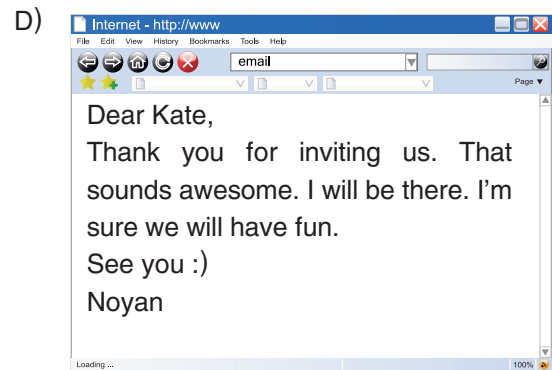 D)
Internet - http://www
File Edit View History Bookmarks Tools Help
email
Page ▼
Dear Kate,
Thank you for inviting us. That
sounds awesome. I will be there. I'm
sure we will have fun.
See you :)
Noyan
Loading ... 100%